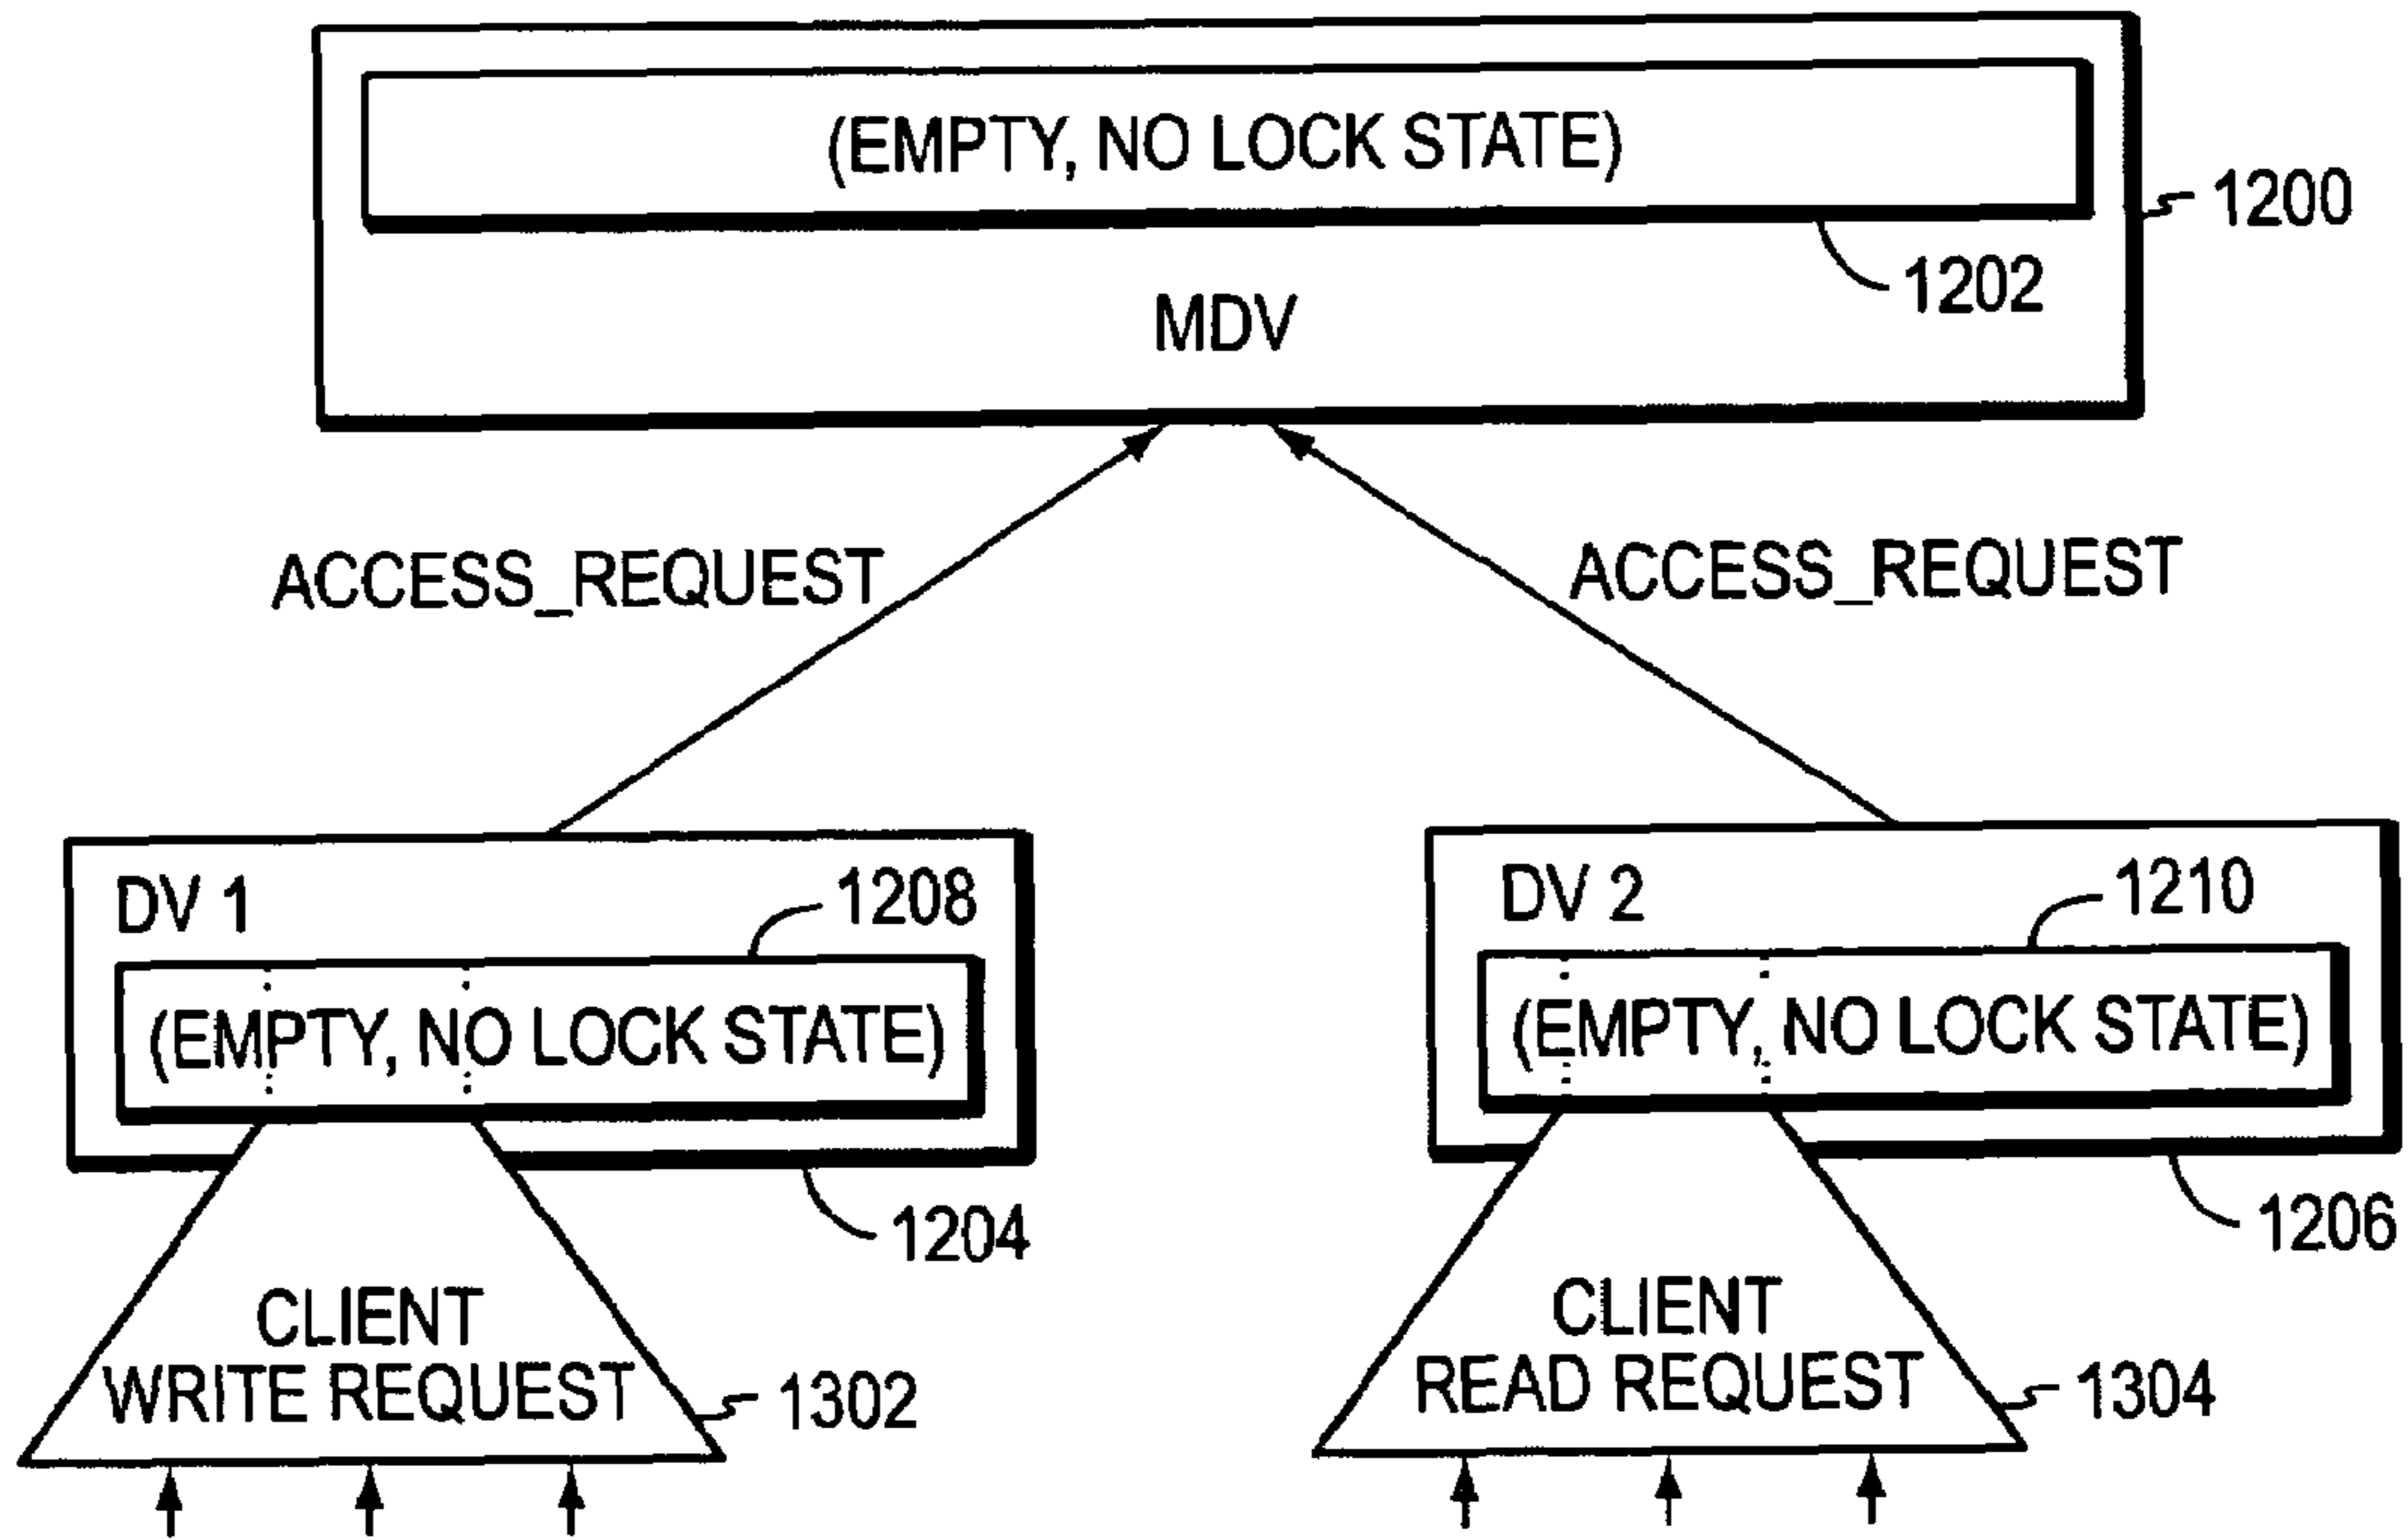 (EMPTY, NO LOCK STATE)
1200
1202
MDV
ACCESS_REQUEST
ACCESS_REQUEST
DV 1
1208
(EMPTY, NO LOCK STATE)
1204
CLIENT
WRITE REQUEST
1302
DV 2
1210
(EMPTY, NO LOCK STATE)
1206
CLIENT
READ REQUEST
1304